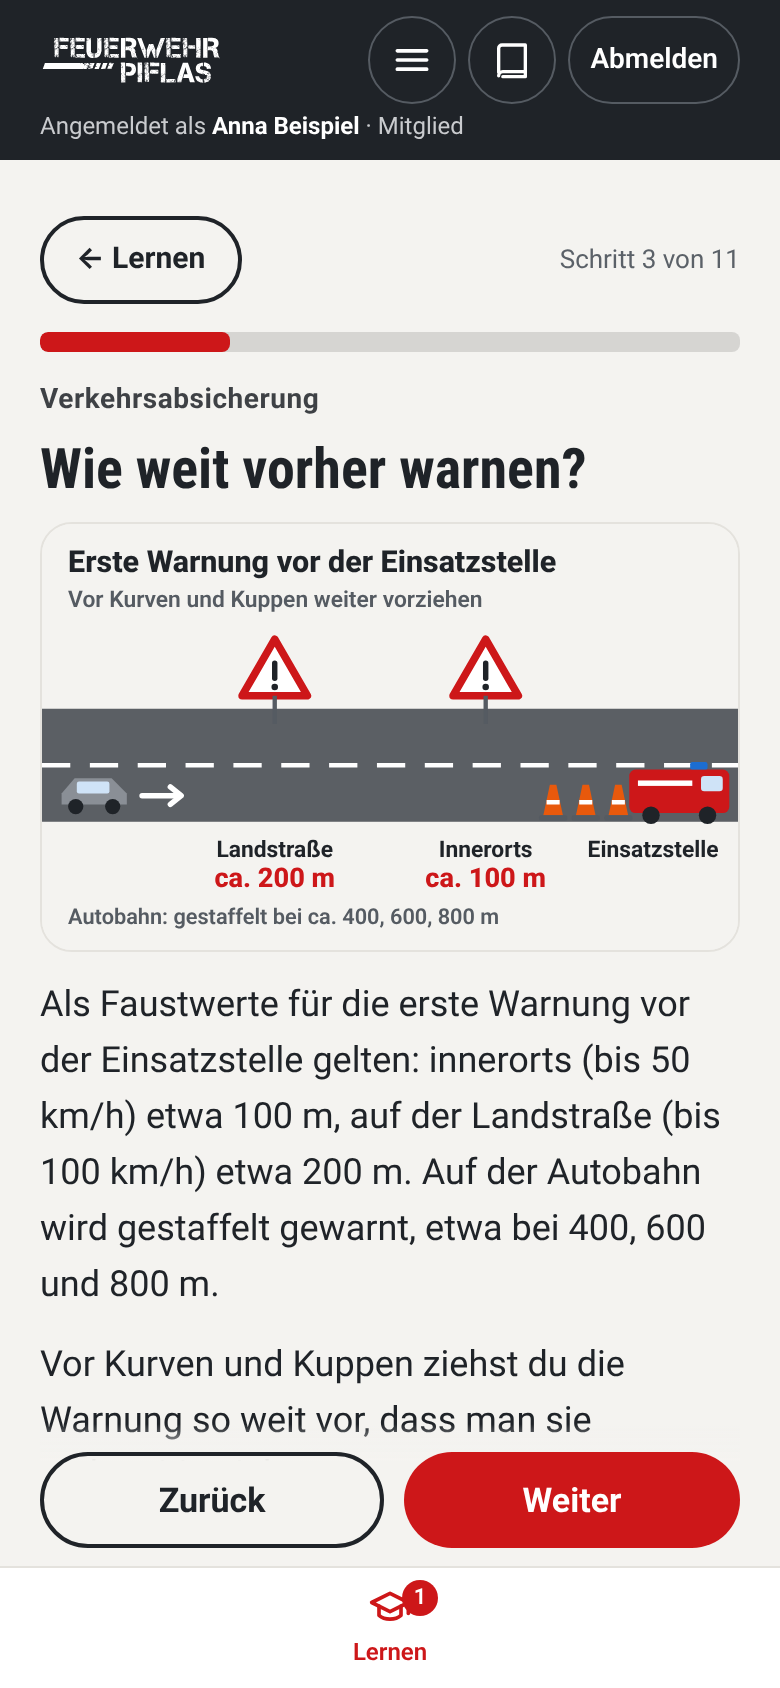 FEUERWEHR
PIFLAS
Abmelden
Angemeldet als Anna Beispiel · Mitglied
← Lernen
Schritt 3 von 11
Verkehrsabsicherung
Wie weit vorher warnen?
Erste Warnung vor der Einsatzstelle
Vor Kurven und Kuppen weiter vorziehen
Landstraße
ca. 200 m
Innerorts
ca. 100 m
Einsatzstelle
Autobahn: gestaffelt bei ca. 400, 600, 800 m
Als Faustwerte für die erste Warnung vor
der Einsatzstelle gelten: innerorts (bis 50
km/h) etwa 100 m, auf der Landstraße (bis
100 km/h) etwa 200 m. Auf der Autobahn
wird gestaffelt gewarnt, etwa bei 400, 600
und 800 m.
Vor Kurven und Kuppen ziehst du die
Warnung so weit vor, dass man sie
Zurück
Weiter
1
Lernen